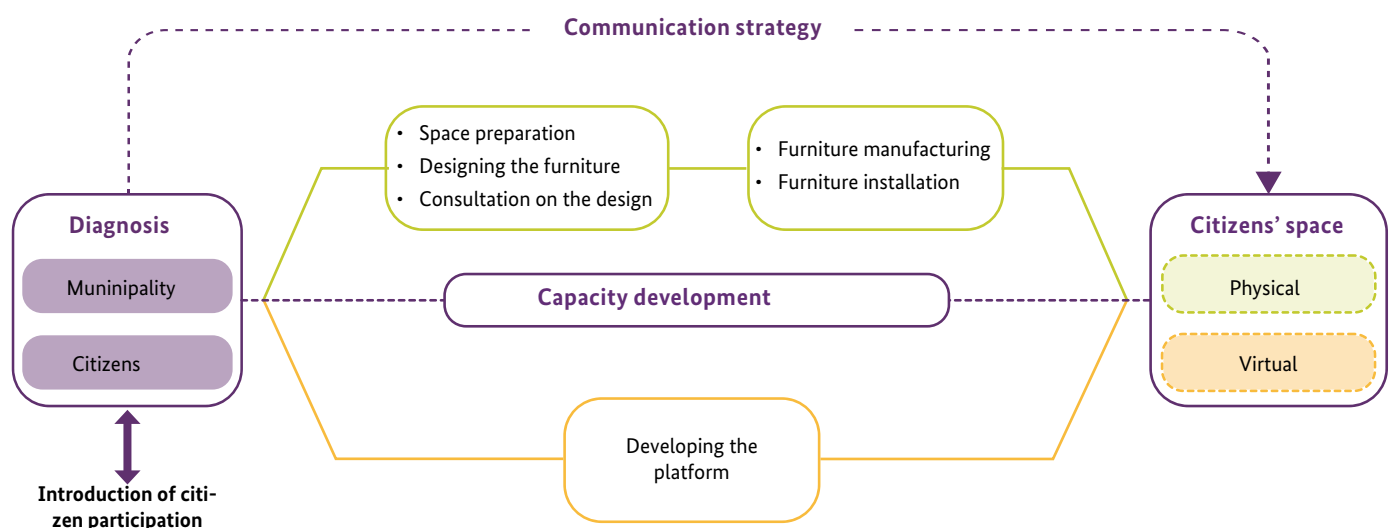 Communication strategy
• Space preparation
• Designing the furniture
• Consultation on the design
• Furniture manufacturing
• Furniture installation
Diagnosis
Muninipality
Citizens
Capacity development
Citizens’ space
Physical
Virtual
Developing the
platform
Introduction of citi-
zen participation